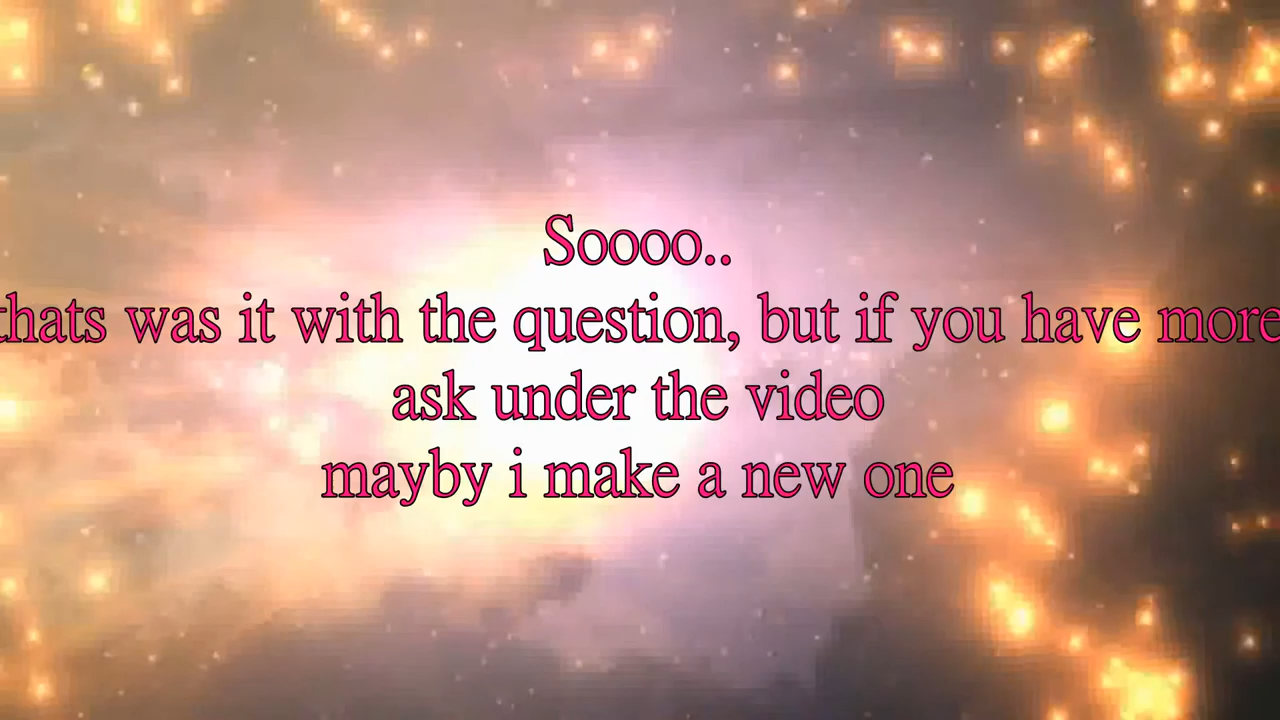 Soooo..
thats was it with the question, but if you have more
ask under the video
mayby i make a new one